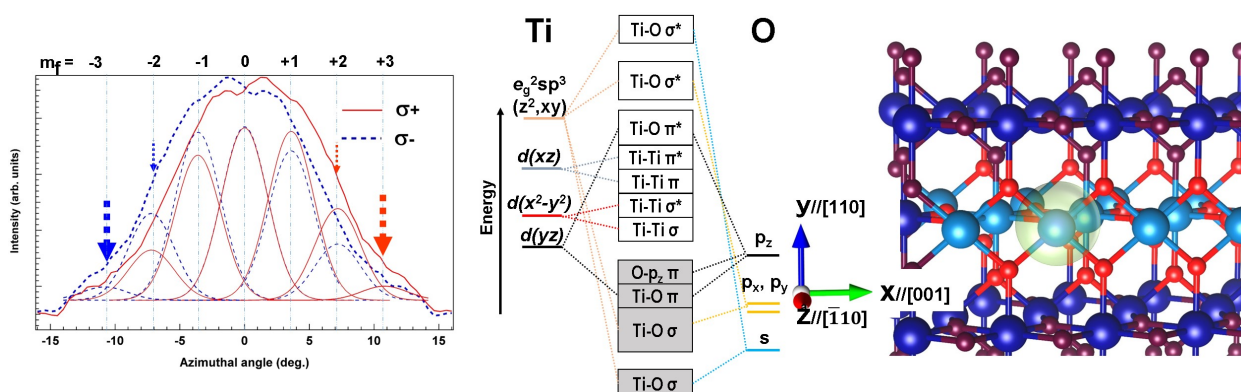 m_f = -3 -2 -1 0 +1 +2 +3
σ+
σ-
Intensity (arb. units)
-15 -10 -5 0 5 10 15
Azimuthal angle (deg.)
Ti
O
Energy
e_g²sp³
(z²,xy)
d(xz)
d(x²-y²)
d(yz)
Ti-O σ*
Ti-O σ*
Ti-O π*
Ti-Ti π*
Ti-Ti π
Ti-Ti σ*
Ti-Ti σ
O-p_z π
Ti-O π
Ti-O σ
Ti-O σ
p_z
p_x, p_y
s
y//[110]
x//[001]
z//[1̅10]